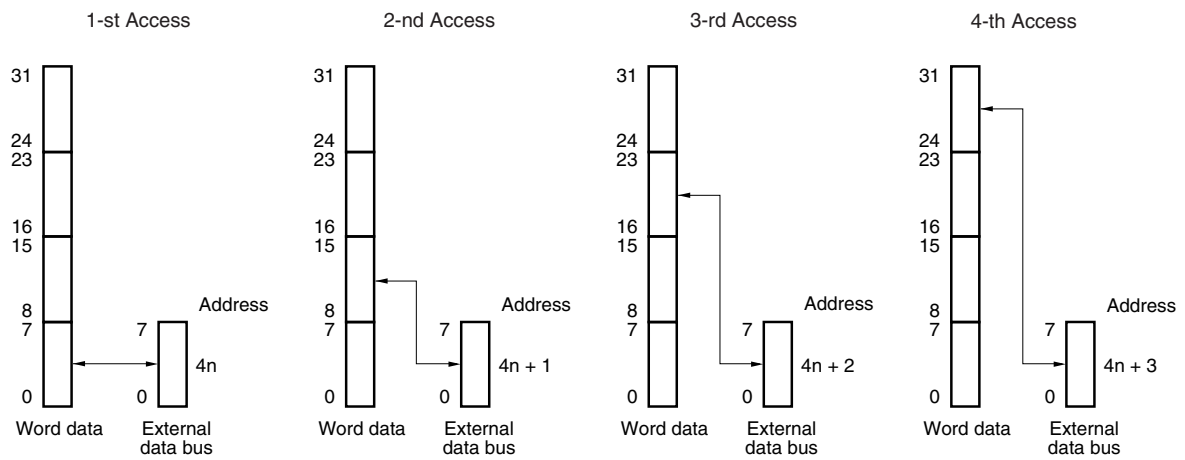 1-st Access
31
24
23
16
15
8
7
0
Address
7
4n
0
Word data
External
data bus
2-nd Access
31
24
23
16
15
8
7
0
Address
7
4n + 1
0
Word data
External
data bus
3-rd Access
31
24
23
16
15
8
7
0
Address
7
4n + 2
0
Word data
External
data bus
4-th Access
31
24
23
16
15
8
7
0
Address
7
4n + 3
0
Word data
External
data bus